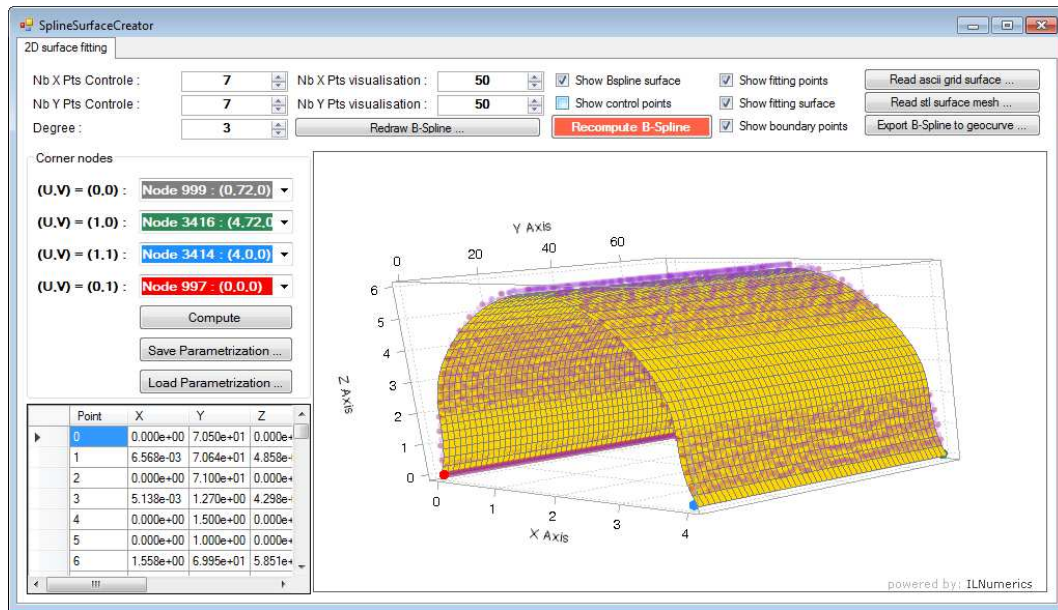 SplineSurfaceCreator
2D surface fitting
Nb X Pts Controle : 7 Nb X Pts visualisation : 50 Show Bspline surface Show fitting points Read ascii grid surface ...
Nb Y Pts Controle : 7 Nb Y Pts visualisation : 50 Show control points Show fitting surface Read stl surface mesh ...
Degree : 3 Redraw B-Spline ... Recompute B-Spline Show boundary points Export B-Spline to geocurve ...
Corner nodes
(U,V) = (0,0) : Node 999 : (0,72,0)
(U,V) = (1,0) : Node 3416 : (4,72,0
(U,V) = (1,1) : Node 3414 : (4,0,0)
(U,V) = (0,1) : Node 997 : (0,0,0)
Compute
Save Parametrization ...
Load Parametrization ...
Point X Y Z
0 0.000e+00 7.050e+01 0.000e+
1 6.568e-03 7.064e+01 4.858e-
2 0.000e+00 7.100e+01 0.000e+
3 5.138e-03 1.270e+00 4.298e-
4 0.000e+00 1.500e+00 0.000e+
5 0.000e+00 1.000e+00 0.000e+
6 1.558e+00 6.995e+01 5.851e+
Y Axis
0 20 40 60
Z Axis
6
5
4
3
2
1
0
0 1 2 3 4
X Axis
powered by: ILNumerics